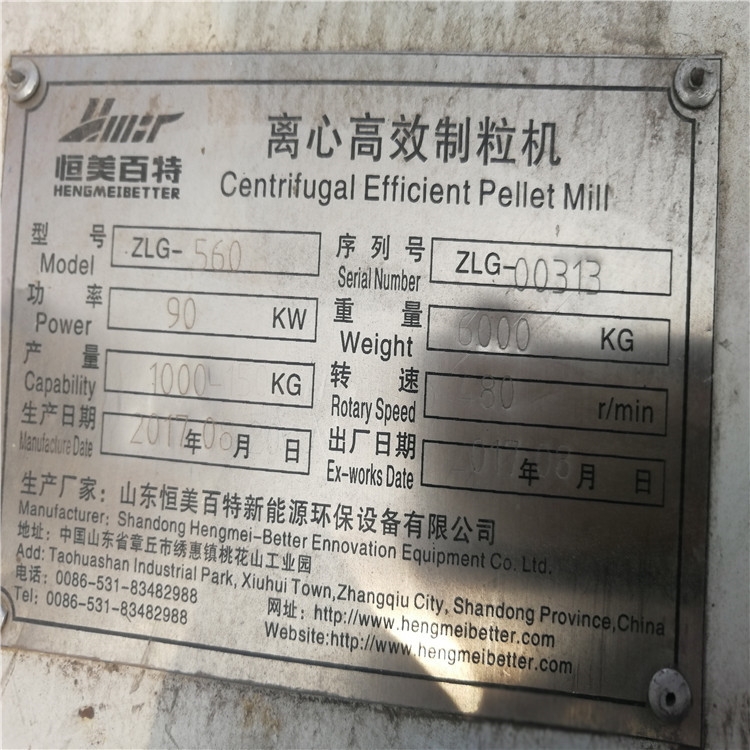 Hmbt
恒美百特
HENGMEIBETTER
离心高效制粒机
Centrifugal Efficient Pellet Mill
型号 ZLG-560
Model
序列号 ZLG-00313
Serial Number
功率 90 KW
Power
重量 6000 KG
Weight
产量 1000- KG
Capability
转速 80 r/min
Rotary Speed
生产日期 2017.08 年 月 日
Manufacture Date
出厂日期 2017.08 年 月 日
Ex-works Date
生产厂家：山东恒美百特新能源环保设备有限公司
Manufacturer: Shandong Hengmei-Better Ennovation Equipment Co. Ltd.
地址：中国山东省章丘市绣惠镇桃花山工业园
Add: Taohuashan Industrial Park, Xiuhui Town,Zhangqiu City, Shandong Province,China
电话：0086-531-83482988
Tel: 0086-531-83482988
网址：http://www.hengmeibetter.com
Website:http://www.hengmeibetter.com